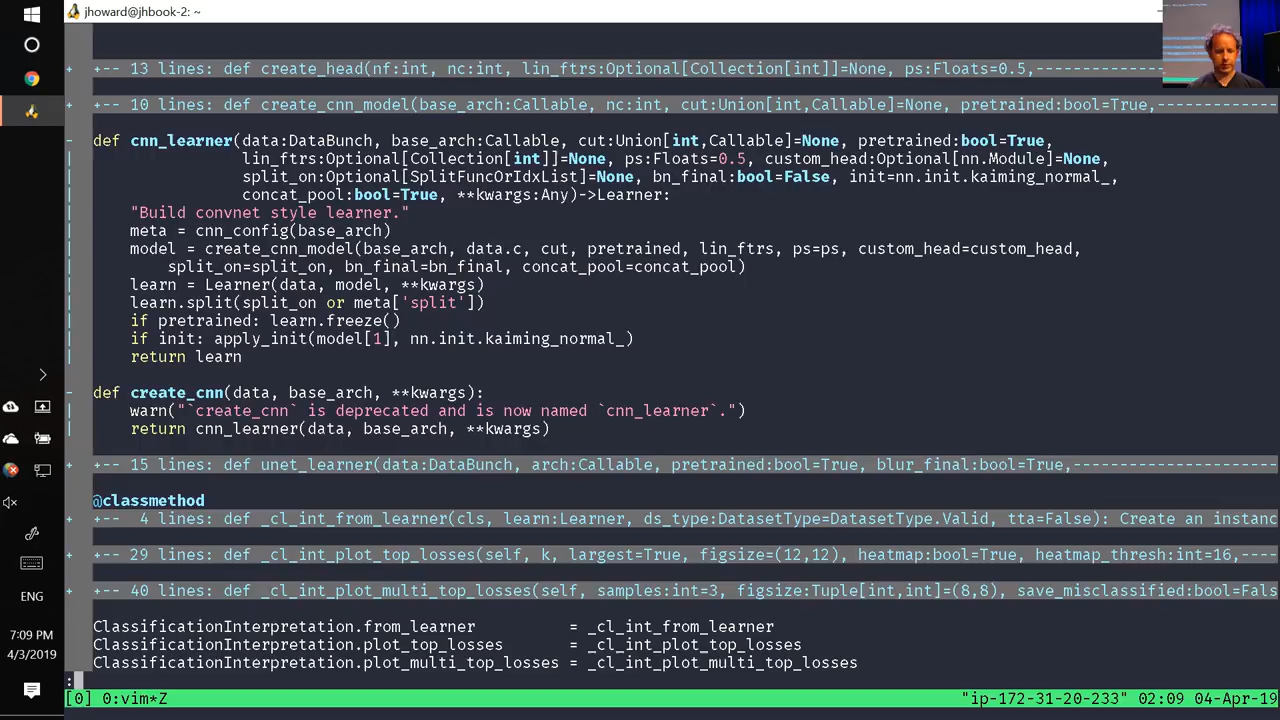 jhoward@jhbook-2: ~
+ +-- 13 lines: def create_head(nf:int, nc:int, lin_ftrs:Optional[Collection[int]]=None, ps:Floats=0.5,--------------
+ +-- 10 lines: def create_cnn_model(base_arch:Callable, nc:int, cut:Union[int,Callable]=None, pretrained:bool=True,-------------
- def cnn_learner(data:DataBunch, base_arch:Callable, cut:Union[int,Callable]=None, pretrained:bool=True,
| lin_ftrs:Optional[Collection[int]]=None, ps:Floats=0.5, custom_head:Optional[nn.Module]=None,
| split_on:Optional[SplitFuncOrIdxList]=None, bn_final:bool=False, init=nn.init.kaiming_normal_,
| concat_pool:bool=True, **kwargs:Any)->Learner:
| "Build convnet style learner."
| meta = cnn_config(base_arch)
| model = create_cnn_model(base_arch, data.c, cut, pretrained, lin_ftrs, ps=ps, custom_head=custom_head,
| split_on=split_on, bn_final=bn_final, concat_pool=concat_pool)
| learn = Learner(data, model, **kwargs)
| learn.split(split_on or meta['split'])
| if pretrained: learn.freeze()
| if init: apply_init(model[1], nn.init.kaiming_normal_)
| return learn
- def create_cnn(data, base_arch, **kwargs):
| warn("`create_cnn` is deprecated and is now named `cnn_learner`.")
| return cnn_learner(data, base_arch, **kwargs)
+ +-- 15 lines: def unet_learner(data:DataBunch, arch:Callable, pretrained:bool=True, blur_final:bool=True,----------------------
@classmethod
+ +--  4 lines: def _cl_int_from_learner(cls, learn:Learner, ds_type:DatasetType=DatasetType.Valid, tta=False): Create an instanc
+ +-- 29 lines: def _cl_int_plot_top_losses(self, k, largest=True, figsize=(12,12), heatmap:bool=True, heatmap_thresh:int=16,----
+ +-- 40 lines: def _cl_int_plot_multi_top_losses(self, samples:int=3, figsize:Tuple[int,int]=(8,8), save_misclassified:bool=Fals
ClassificationInterpretation.from_learner = _cl_int_from_learner
ClassificationInterpretation.plot_top_losses = _cl_int_plot_top_losses
ClassificationInterpretation.plot_multi_top_losses = _cl_int_plot_multi_top_losses
:
[0] 0:vim*Z "ip-172-31-20-233" 02:09 04-Apr-19
ENG
7:09 PM
4/3/2019